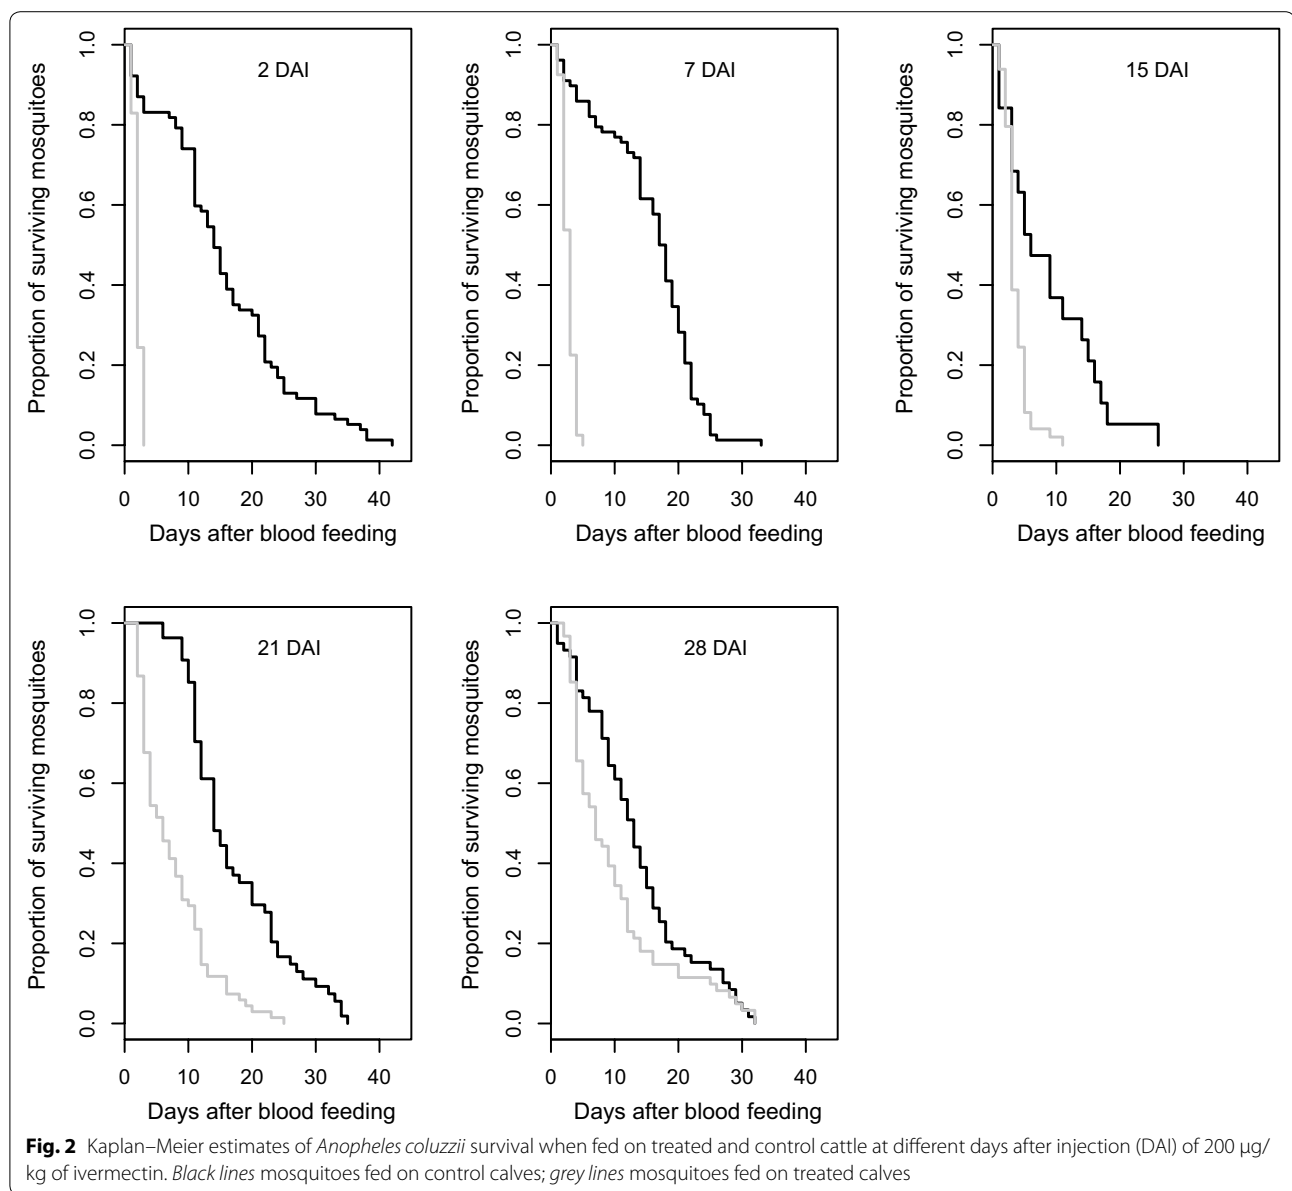 Proportion of surviving mosquitoes
1.0
0.8
0.6
0.4
0.2
0.0
2 DAI
0 10 20 30 40
Days after blood feeding
Proportion of surviving mosquitoes
1.0
0.8
0.6
0.4
0.2
0.0
7 DAI
0 10 20 30 40
Days after blood feeding
Proportion of surviving mosquitoes
1.0
0.8
0.6
0.4
0.2
0.0
15 DAI
0 10 20 30 40
Days after blood feeding
Proportion of surviving mosquitoes
1.0
0.8
0.6
0.4
0.2
0.0
21 DAI
0 10 20 30 40
Days after blood feeding
Proportion of surviving mosquitoes
1.0
0.8
0.6
0.4
0.2
0.0
28 DAI
0 10 20 30 40
Days after blood feeding
Fig. 2 Kaplan–Meier estimates of Anopheles coluzzii survival when fed on treated and control cattle at different days after injection (DAI) of 200 µg/
kg of ivermectin. Black lines mosquitoes fed on control calves; grey lines mosquitoes fed on treated calves